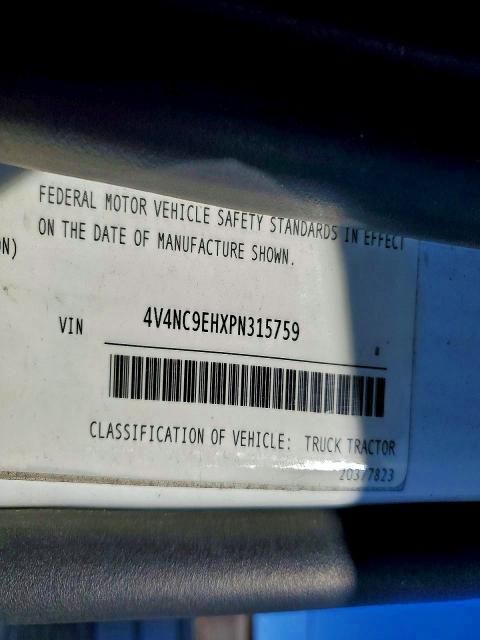 FEDERAL MOTOR VEHICLE SAFETY STANDARDS IN EFFECT
ON THE DATE OF MANUFACTURE SHOWN.
ON)
VIN 4V4NC9EHXPN315759
CLASSIFICATION OF VEHICLE: TRUCK TRACTOR
20377823